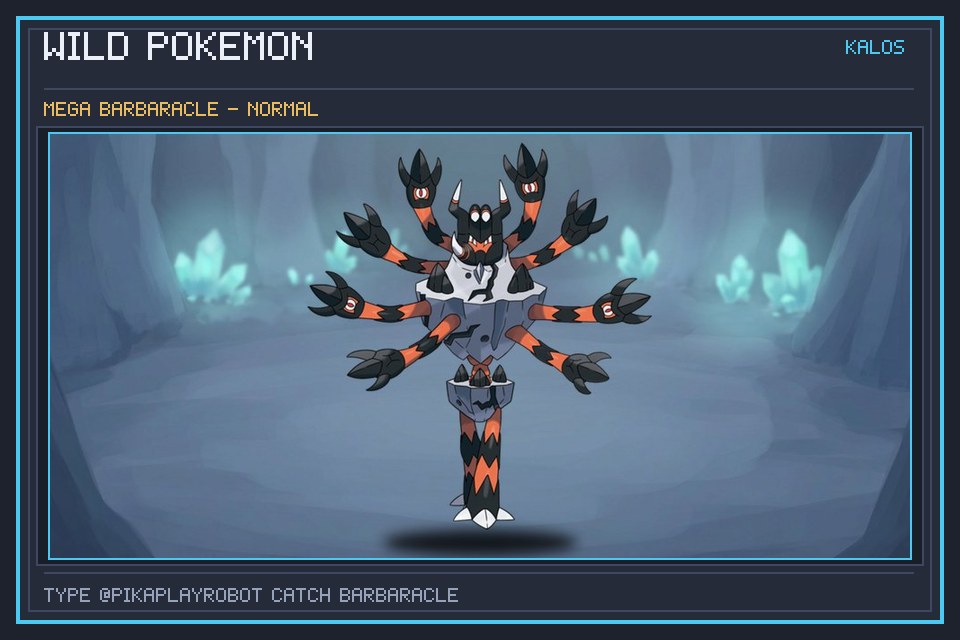 WILD POKEMON
KALOS
MEGA BARBARACLE - NORMAL
TYPE @PIKAPLAYROBOT CATCH BARBARACLE